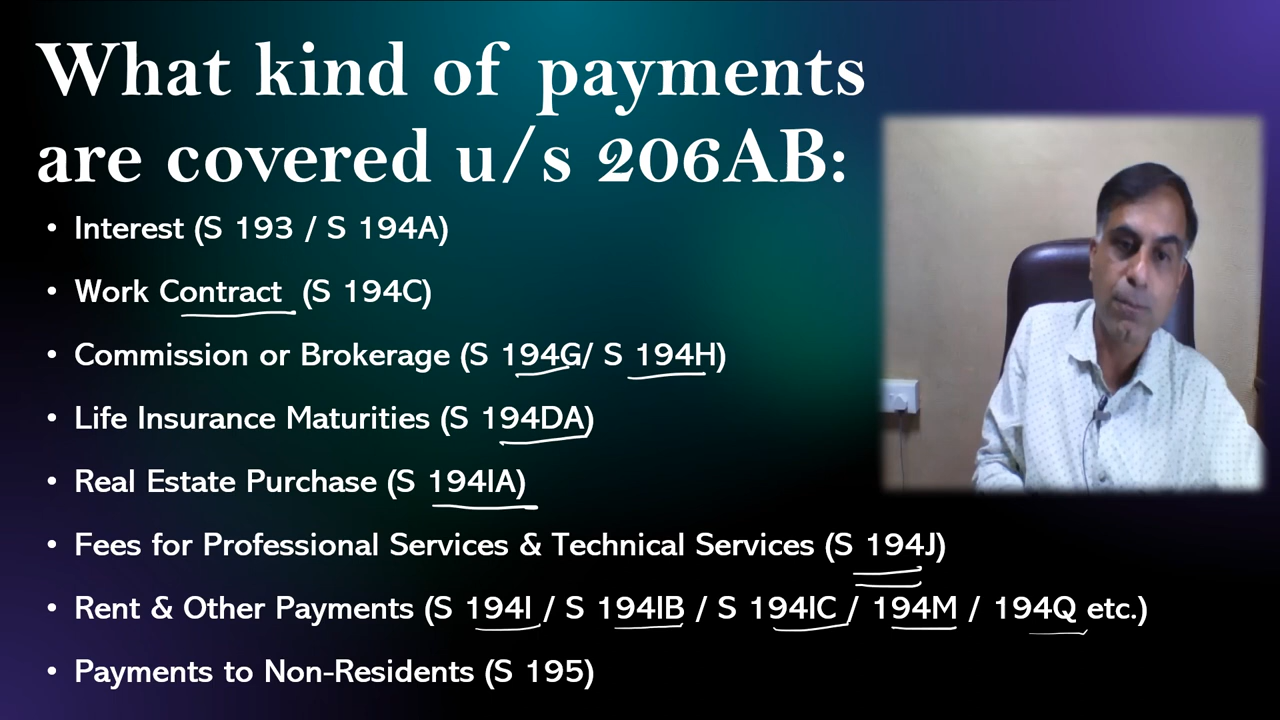 What kind of payments
are covered u/s 206AB:
• Interest (S 193 / S 194A)
• Work Contract (S 194C)
• Commission or Brokerage (S 194G/ S 194H)
• Life Insurance Maturities (S 194DA)
• Real Estate Purchase (S 194IA)
• Fees for Professional Services & Technical Services (S 194J)
• Rent & Other Payments (S 194I / S 194IB / S 194IC / 194M / 194Q etc.)
• Payments to Non-Residents (S 195)